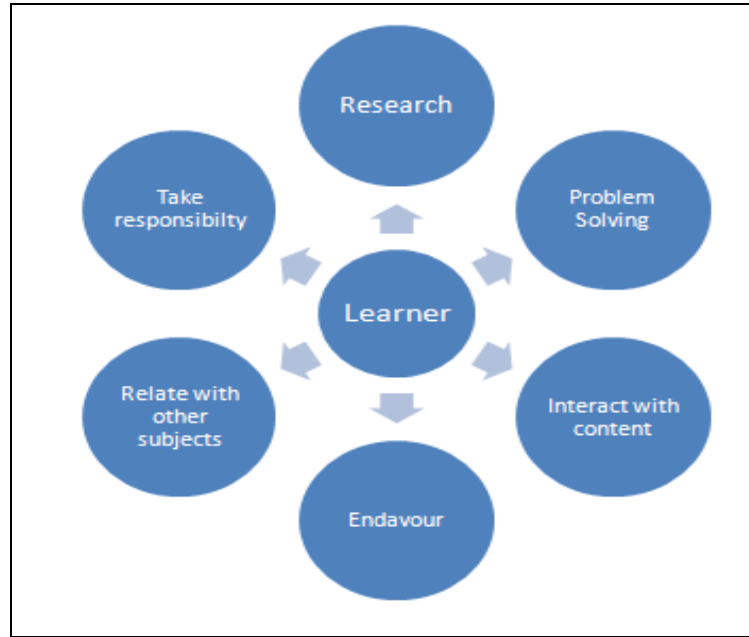 Research
Take
responsibilty
Problem
Solving
Learner
Relate with
other
subjects
Interact with
content
Endavour